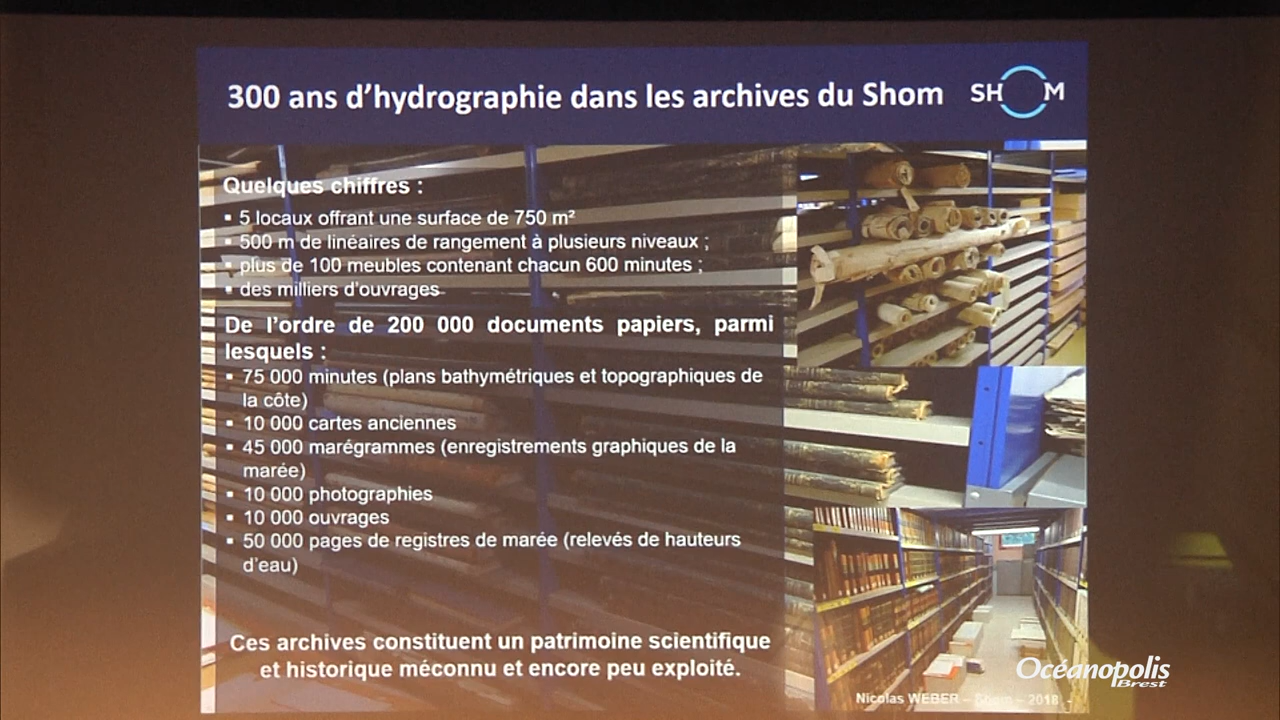 300 ans d'hydrographie dans les archives du Shom
SHOM
Quelques chiffres :
▪ 5 locaux offrant une surface de 750 m²
▪ 500 m de linéaires de rangement à plusieurs niveaux ;
▪ plus de 100 meubles contenant chacun 600 minutes ;
▪ des milliers d'ouvrages
De l'ordre de 200 000 documents papiers, parmi
lesquels :
▪ 75 000 minutes (plans bathymétriques et topographiques de
la côte)
▪ 10 000 cartes anciennes
▪ 45 000 marégrammes (enregistrements graphiques de la
marée)
▪ 10 000 photographies
▪ 10 000 ouvrages
▪ 50 000 pages de registres de marée (relevés de hauteurs
d'eau)
Ces archives constituent un patrimoine scientifique
et historique méconnu et encore peu exploité.
Océanopolis
Brest
Nicolas WEBER – Shom – 2018 -